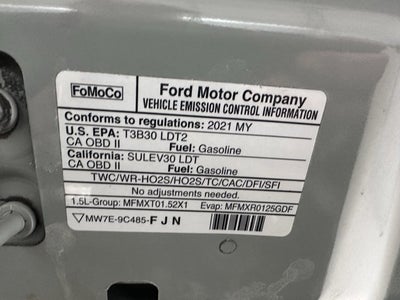 FoMoCo
Ford Motor Company
VEHICLE EMISSION CONTROL INFORMATION
Conforms to regulations: 2021 MY
U.S. EPA: T3B30 LDT2
CA OBD II Fuel: Gasoline
California: SULEV30 LDT
CA OBD II Fuel: Gasoline
TWC/WR-HO2S/HO2S/TC/CAC/DFI/SFI
No adjustments needed.
1.5L-Group: MFMXT01.52X1 Evap: MFMXR0125GDF
MW7E-9C485-F J N